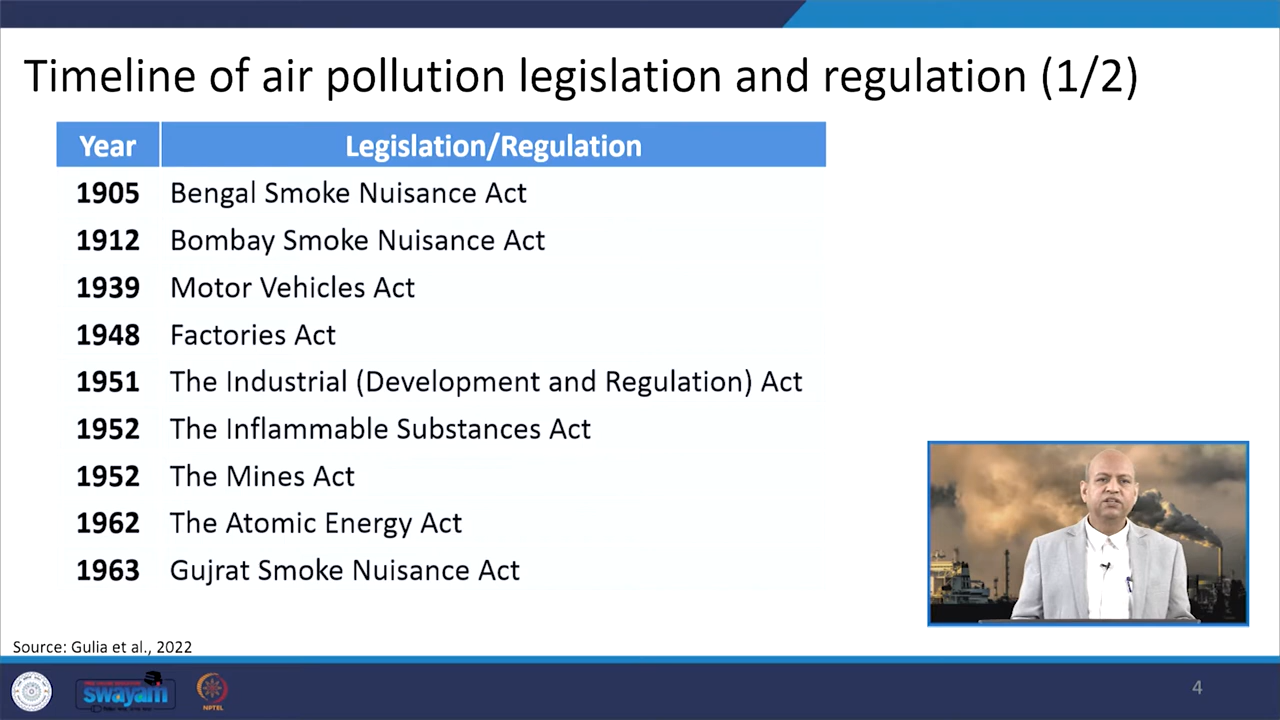 Timeline of air pollution legislation and regulation (1/2)
Year Legislation/Regulation
1905 Bengal Smoke Nuisance Act
1912 Bombay Smoke Nuisance Act
1939 Motor Vehicles Act
1948 Factories Act
1951 The Industrial (Development and Regulation) Act
1952 The Inflammable Substances Act
1952 The Mines Act
1962 The Atomic Energy Act
1963 Gujrat Smoke Nuisance Act
Source: Gulia et al., 2022
swayam
NPTEL
4